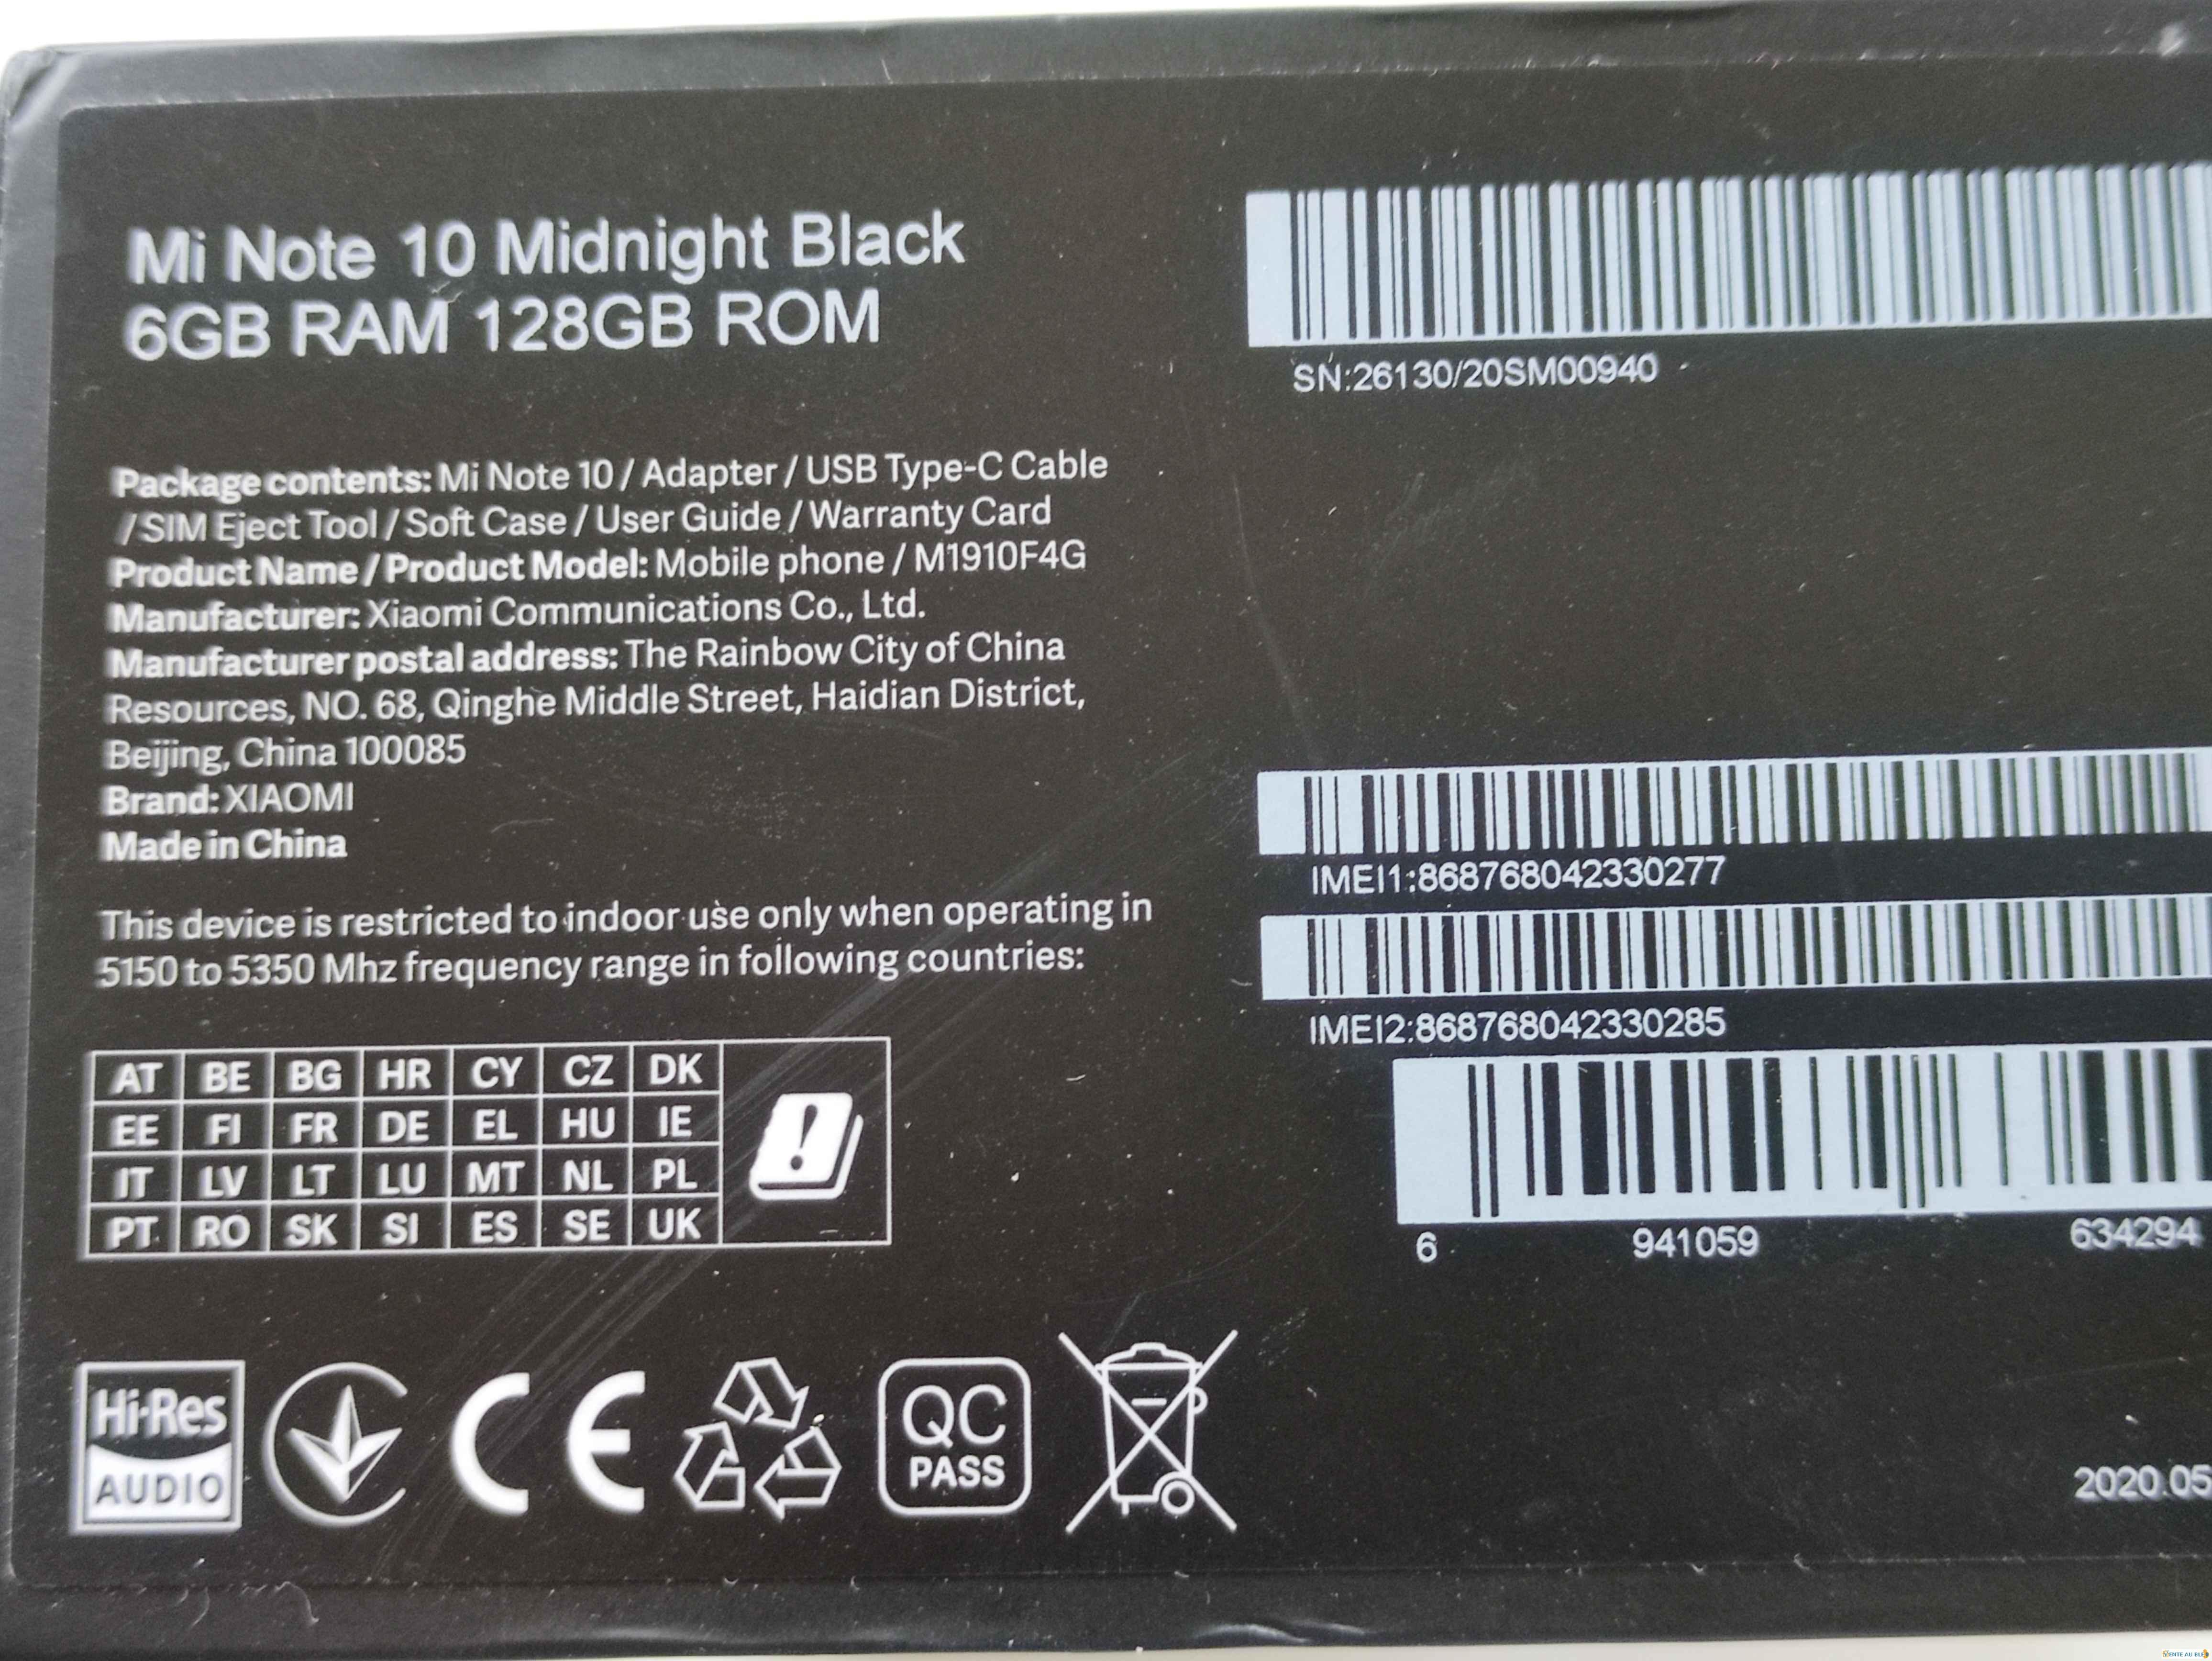 Mi Note 10 Midnight Black
6GB RAM 128GB ROM
SN:26130/20SM00940
Package contents: Mi Note 10 / Adapter / USB Type-C Cable
/ SIM Eject Tool / Soft Case / User Guide / Warranty Card
Product Name / Product Model: Mobile phone / M1910F4G
Manufacturer: Xiaomi Communications Co., Ltd.
Manufacturer postal address: The Rainbow City of China
Resources, NO. 68, Qinghe Middle Street, Haidian District,
Beijing, China 100085
Brand: XIAOMI
Made in China
IMEI1:868768042330277
This device is restricted to indoor use only when operating in
5150 to 5350 Mhz frequency range in following countries:
IMEI2:868768042330285
AT BE BG HR CY CZ DK
EE FI FR DE EL HU IE
IT LV LT LU MT NL PL
PT RO SK SI ES SE UK
6 941059 634294
Hi-Res
AUDIO
CE
QC
PASS
2020.05
VENTE AU BLED